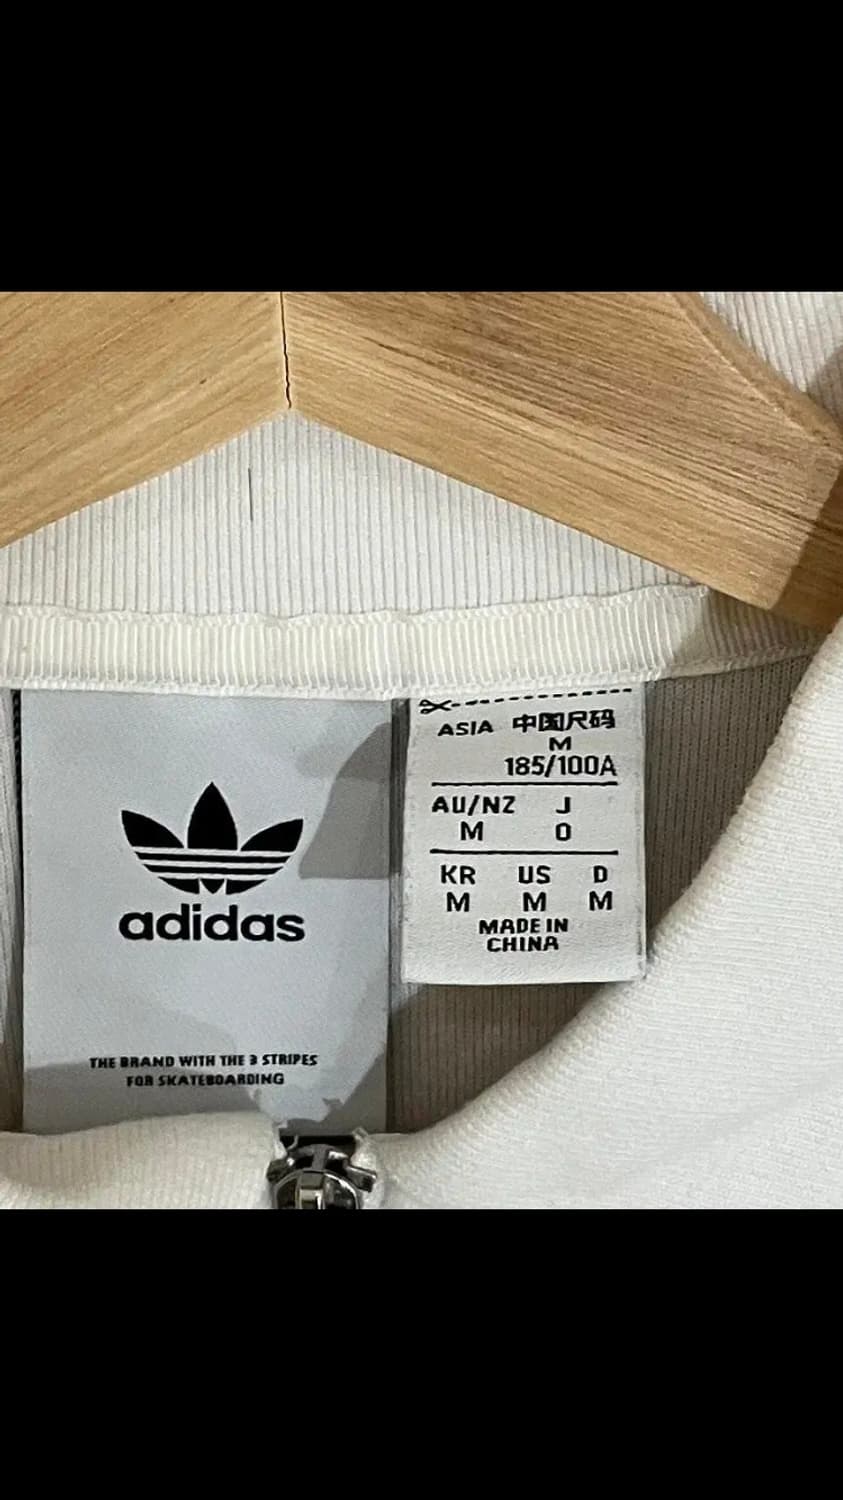 adidas
THE BRAND WITH THE 3 STRIPES
FOR SKATEBOARDING
ASIA 中国尺码
M
185/100A
AU/NZ J
M O
KR US D
M M M
MADE IN
CHINA